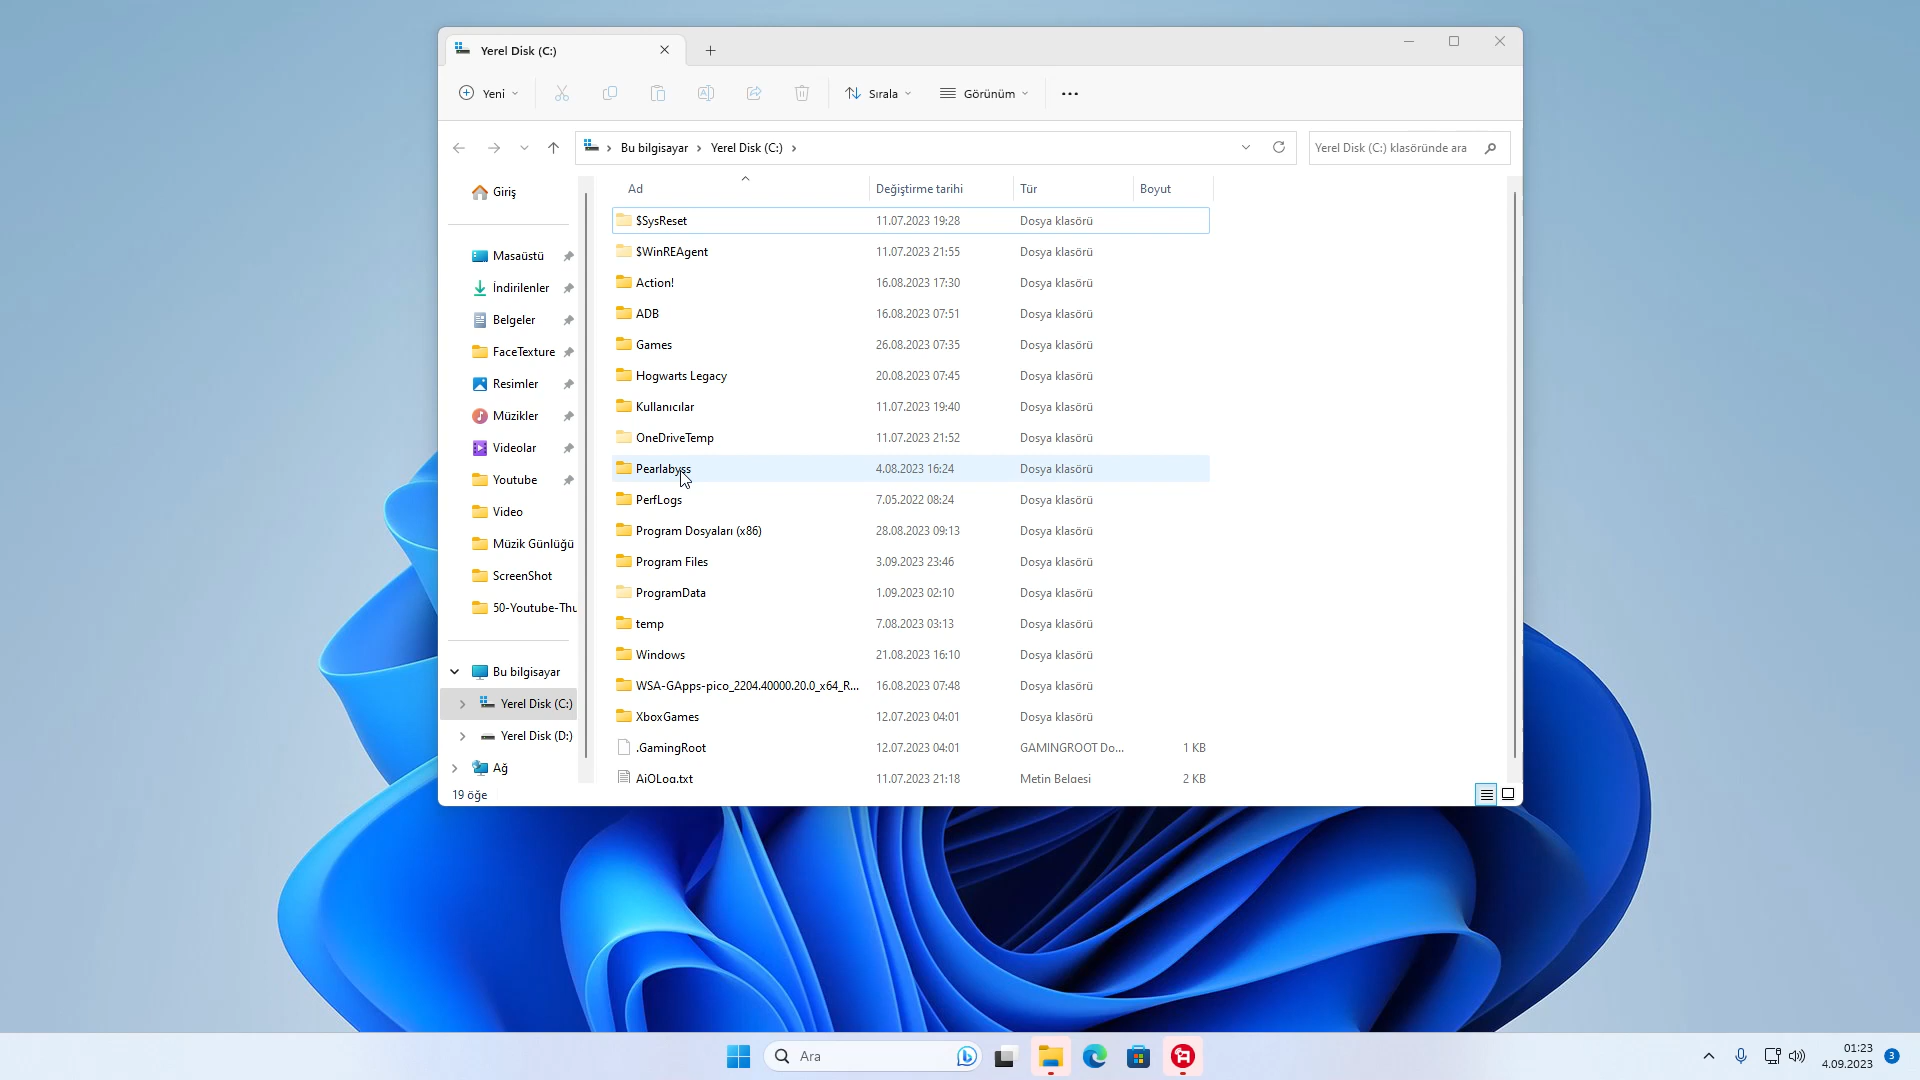 Yerel Disk (C:)
Yeni
Sırala
Görünüm
Bu bilgisayar
Yerel Disk (C:)
Yerel Disk (C:) klasöründe ara
Giriş
Masaüstü
İndirilenler
Belgeler
FaceTexture
Resimler
Müzikler
Videolar
Youtube
Video
Müzik Günlüğü
ScreenShot
50-Youtube-Thu
Bu bilgisayar
Yerel Disk (C:)
Yerel Disk (D:)
Ağ
Ad Değiştirme tarihi Tür Boyut
$SysReset 11.07.2023 19:28 Dosya klasörü
$WinREAgent 11.07.2023 21:55 Dosya klasörü
Action! 16.08.2023 17:30 Dosya klasörü
ADB 16.08.2023 07:51 Dosya klasörü
Games 26.08.2023 07:35 Dosya klasörü
Hogwarts Legacy 20.08.2023 07:45 Dosya klasörü
Kullanıcılar 11.07.2023 19:40 Dosya klasörü
OneDriveTemp 11.07.2023 21:52 Dosya klasörü
Pearlabyss 4.08.2023 16:24 Dosya klasörü
PerfLogs 7.05.2022 08:24 Dosya klasörü
Program Dosyaları (x86) 28.08.2023 09:13 Dosya klasörü
Program Files 3.09.2023 23:46 Dosya klasörü
ProgramData 1.09.2023 02:10 Dosya klasörü
temp 7.08.2023 03:13 Dosya klasörü
Windows 21.08.2023 16:10 Dosya klasörü
WSA-GApps-pico_2204.40000.20.0_x64_R... 16.08.2023 07:48 Dosya klasörü
XboxGames 12.07.2023 04:01 Dosya klasörü
.GamingRoot 12.07.2023 04:01 GAMINGROOT Do... 1 KB
AiOLog.txt 11.07.2023 21:18 Metin Belgesi 2 KB
19 öğe
Ara
01:23
4.09.2023
3